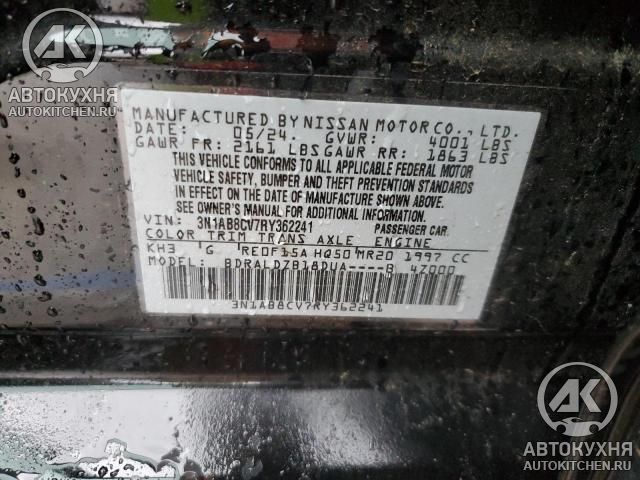 АК
АВТОКУХНЯ
AUTOKITCHEN.RU
MANUFACTURED BY NISSAN MOTOR CO., LTD.
DATE: 05/24 GVWR: 4001 LBS
GAWR FR: 2161 LBS GAWR RR: 1863 LBS
THIS VEHICLE CONFORMS TO ALL APPLICABLE FEDERAL MOTOR
VEHICLE SAFETY, BUMPER AND THEFT PREVENTION STANDARDS
IN EFFECT ON THE DATE OF MANUFACTURE SHOWN ABOVE.
SEE OWNER'S MANUAL FOR ADDITIONAL INFORMATION.
VIN: 3N1AB8CV7RY362241 PASSENGER CAR.
COLOR TRIM TRANS AXLE ENGINE
KH3 G RE0F15A HQ50 MR20 1997 CC
MODEL: BDRALDZB18DUA----B 4Z000
3N1AB8CV7RY362241
АК
АВТОКУХНЯ
AUTOKITCHEN.RU